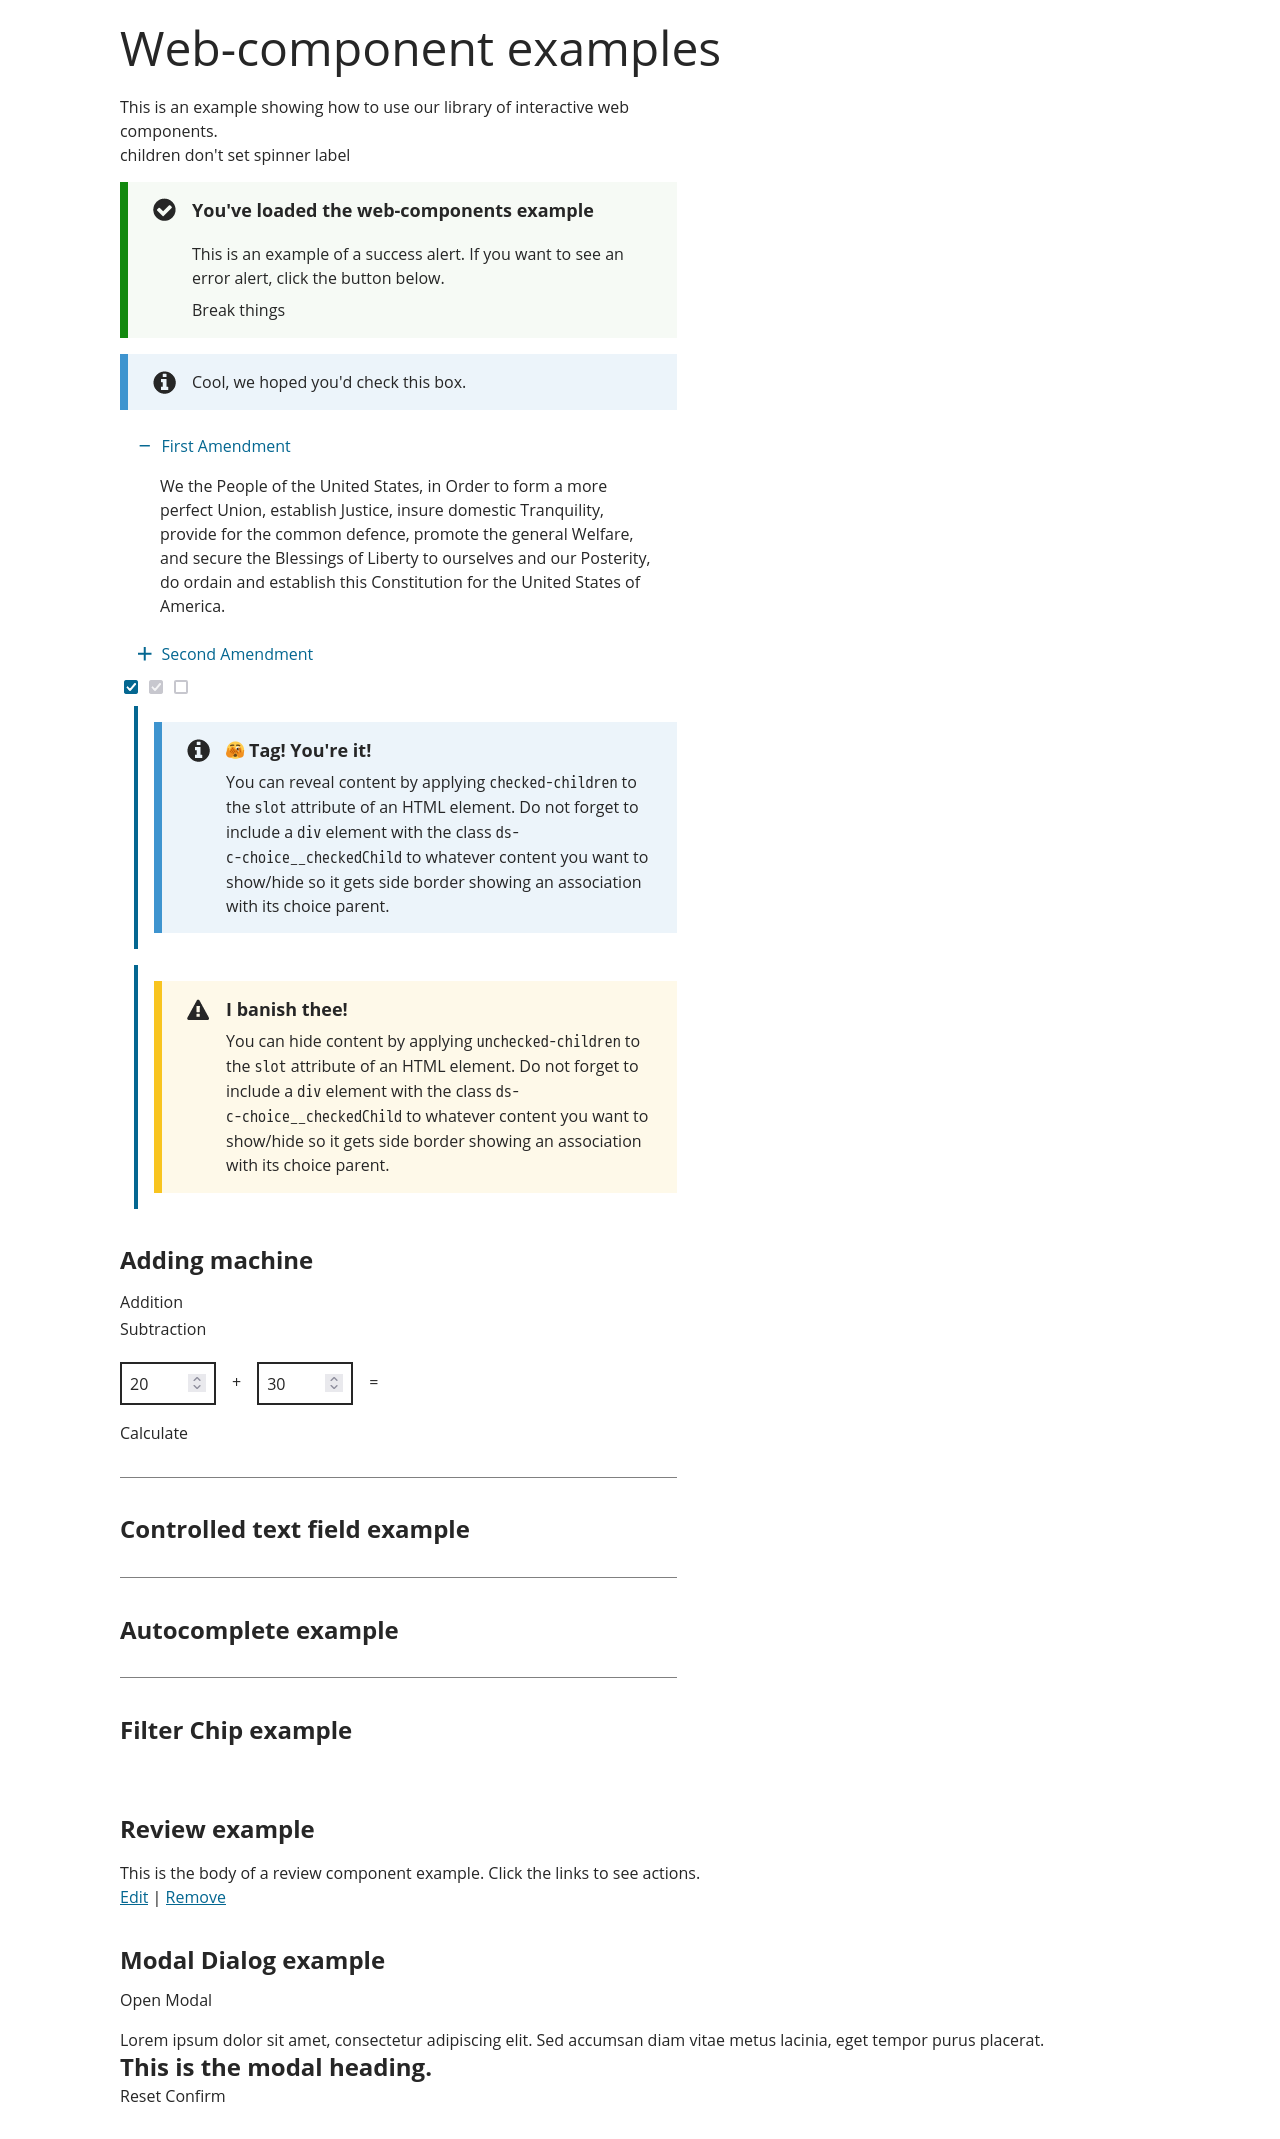 Web-component examples
This is an example showing how to use our library of interactive web
components.
children don't set spinner label
You've loaded the web-components example
This is an example of a success alert. If you want to see an
error alert, click the button below.
Break things
Cool, we hoped you'd check this box.
First Amendment
We the People of the United States, in Order to form a more
perfect Union, establish Justice, insure domestic Tranquility,
provide for the common defence, promote the general Welfare,
and secure the Blessings of Liberty to ourselves and our Posterity,
do ordain and establish this Constitution for the United States of
America.
Second Amendment
🤗 Tag! You're it!
You can reveal content by applying checked-children to
the slot attribute of an HTML element. Do not forget to
include a div element with the class ds-
c-choice__checkedChild to whatever content you want to
show/hide so it gets side border showing an association
with its choice parent.
I banish thee!
You can hide content by applying unchecked-children to
the slot attribute of an HTML element. Do not forget to
include a div element with the class ds-
c-choice__checkedChild to whatever content you want to
show/hide so it gets side border showing an association
with its choice parent.
Adding machine
Addition
Subtraction
20 + 30 =
Calculate
Controlled text field example
Autocomplete example
Filter Chip example
Review example
This is the body of a review component example. Click the links to see actions.
Edit | Remove
Modal Dialog example
Open Modal
Lorem ipsum dolor sit amet, consectetur adipiscing elit. Sed accumsan diam vitae metus lacinia, eget tempor purus placerat.
This is the modal heading.
Reset Confirm